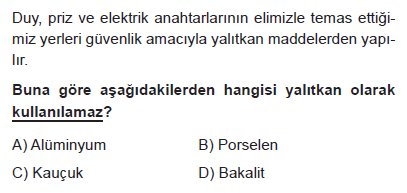 Duy, priz ve elektrik anahtarlarının elimizle temas ettiği-
miz yerleri güvenlik amacıyla yalıtkan maddelerden yapı-
lır.
Buna göre aşağıdakilerden hangisi yalıtkan olarak
kullanılamaz?
A) Alüminyum B) Porselen
C) Kauçuk D) Bakalit